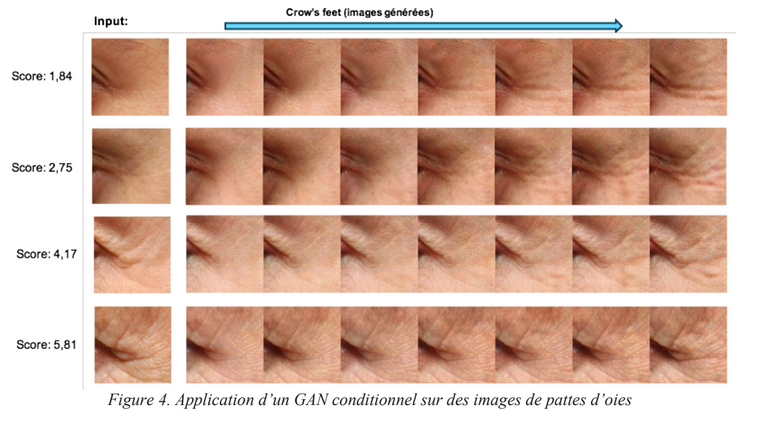 Crow's feet (images générées)
Input:
Score: 1,84
Score: 2,75
Score: 4,17
Score: 5,81
Figure 4. Application d'un GAN conditionnel sur des images de pattes d'oies